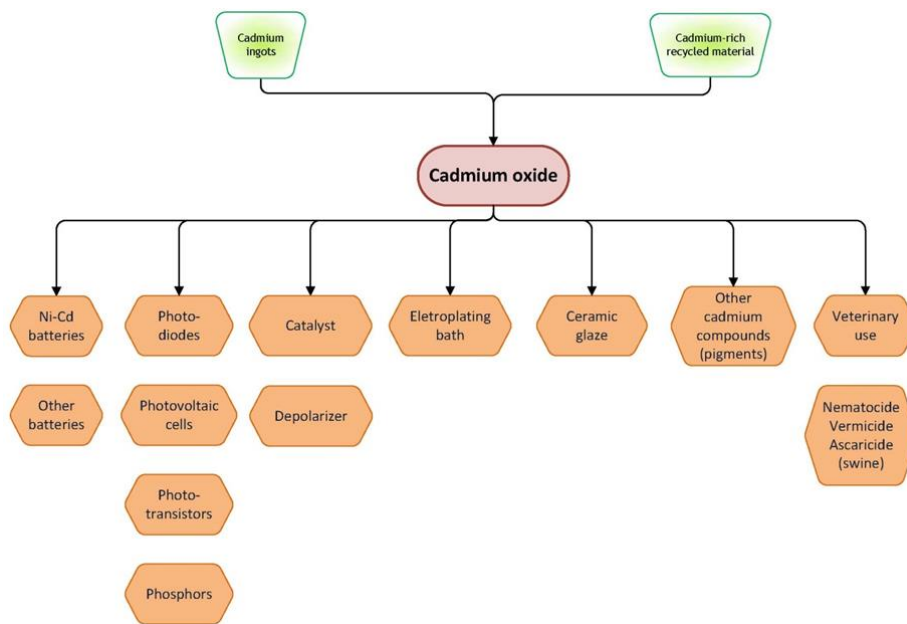 Cadmium
ingots
Cadmium-rich
recycled material
Cadmium oxide
Ni-Cd
batteries
Photo-
diodes
Catalyst
Eletroplating
bath
Ceramic
glaze
Other
cadmium
compounds
(pigments)
Veterinary
use
Other
batteries
Photovoltaic
cells
Depolarizer
Nematocide
Vermicide
Ascaricide
(swine)
Photo-
transistors
Phosphors